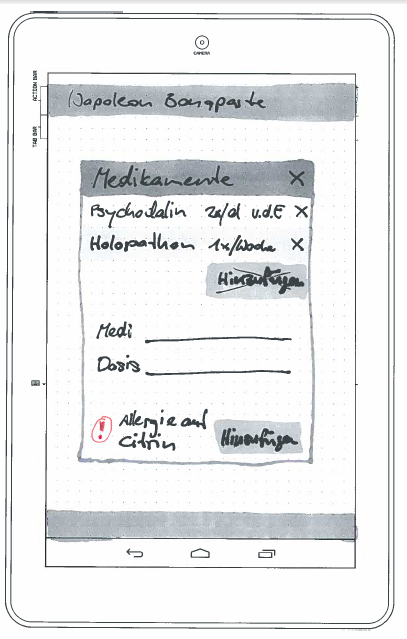 CAMERA
ACTION BAR
TAB BAR
Napoleon Bonaparte
Medikamente X
Psychodalin 2x/d u.d.E X
Holopathon 1x/Woche X
Hinzufügen
Medi
Dosis
! Allergie auf
Citrin
Hinzufügen